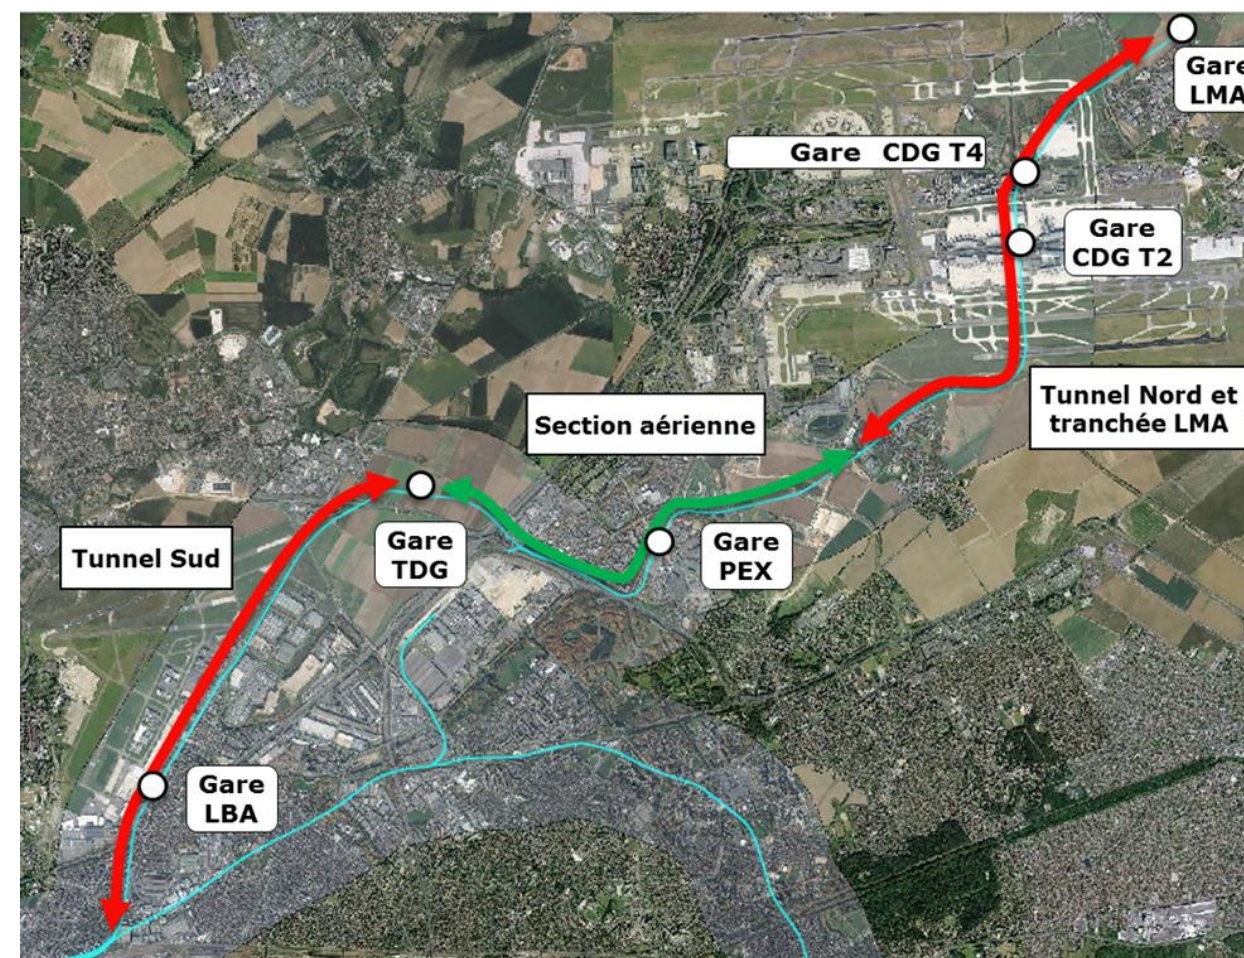 Gare
LMA
Gare CDG T4
Gare
CDG T2
Tunnel Nord et
tranchée LMA
Section aérienne
Tunnel Sud
Gare
TDG
Gare
PEX
Gare
LBA